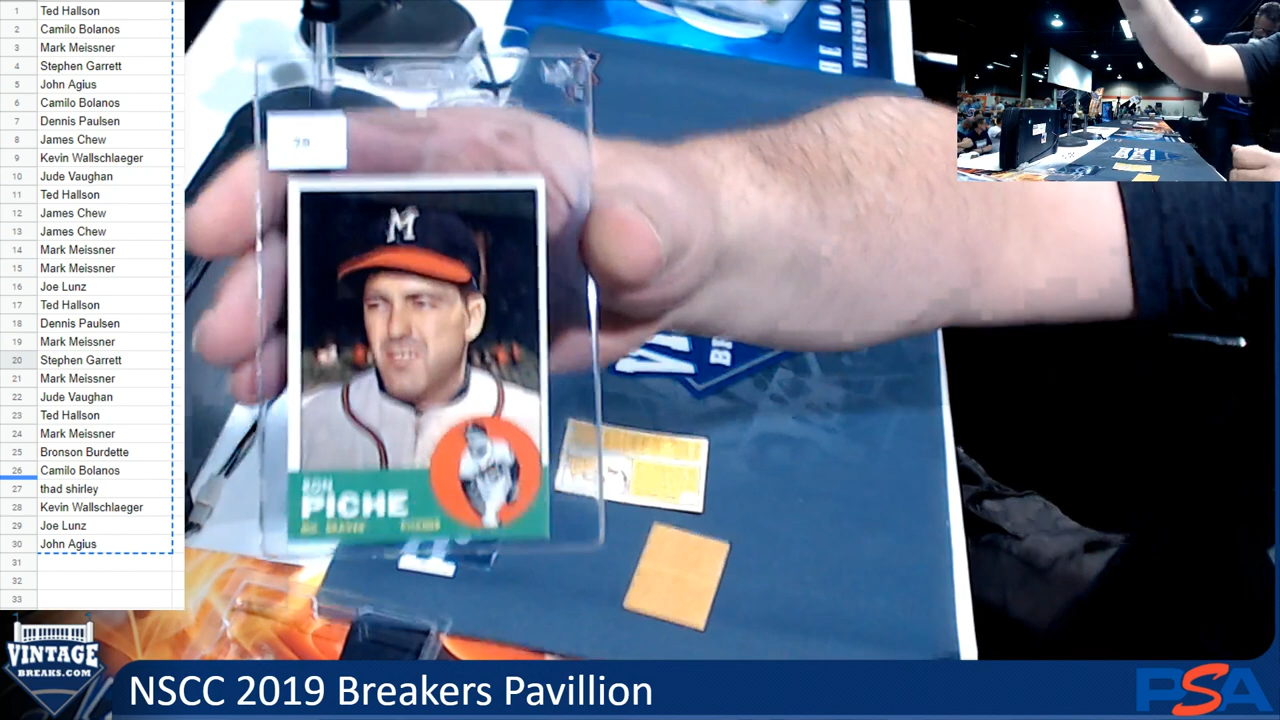 1 Ted Hallson
2 Camilo Bolanos
3 Mark Meissner
4 Stephen Garrett
5 John Agius
6 Camilo Bolanos
7 Dennis Paulsen
8 James Chew
9 Kevin Wallschlaeger
10 Jude Vaughan
11 Ted Hallson
12 James Chew
13 James Chew
14 Mark Meissner
15 Mark Meissner
16 Joe Lunz
17 Ted Hallson
18 Dennis Paulsen
19 Mark Meissner
20 Stephen Garrett
21 Mark Meissner
22 Jude Vaughan
23 Ted Hallson
24 Mark Meissner
25 Bronson Burdette
26 Camilo Bolanos
27 thad shirley
28 Kevin Wallschlaeger
29 Joe Lunz
30 John Agius
31
32
33
M
RON
PICHE
MIL. BRAVES PITCHER
THURSDAY
VINTAGE
BREAKS.COM
NSCC 2019 Breakers Pavillion
PSA